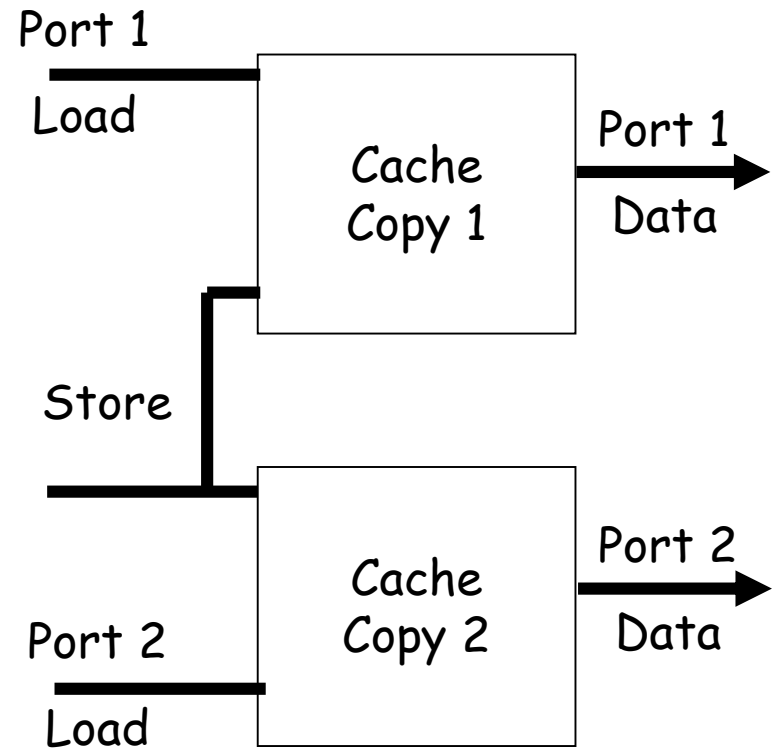 Port 1
Load
Cache
Copy 1
Port 1
Data
Store
Cache
Copy 2
Port 2
Data
Port 2
Load